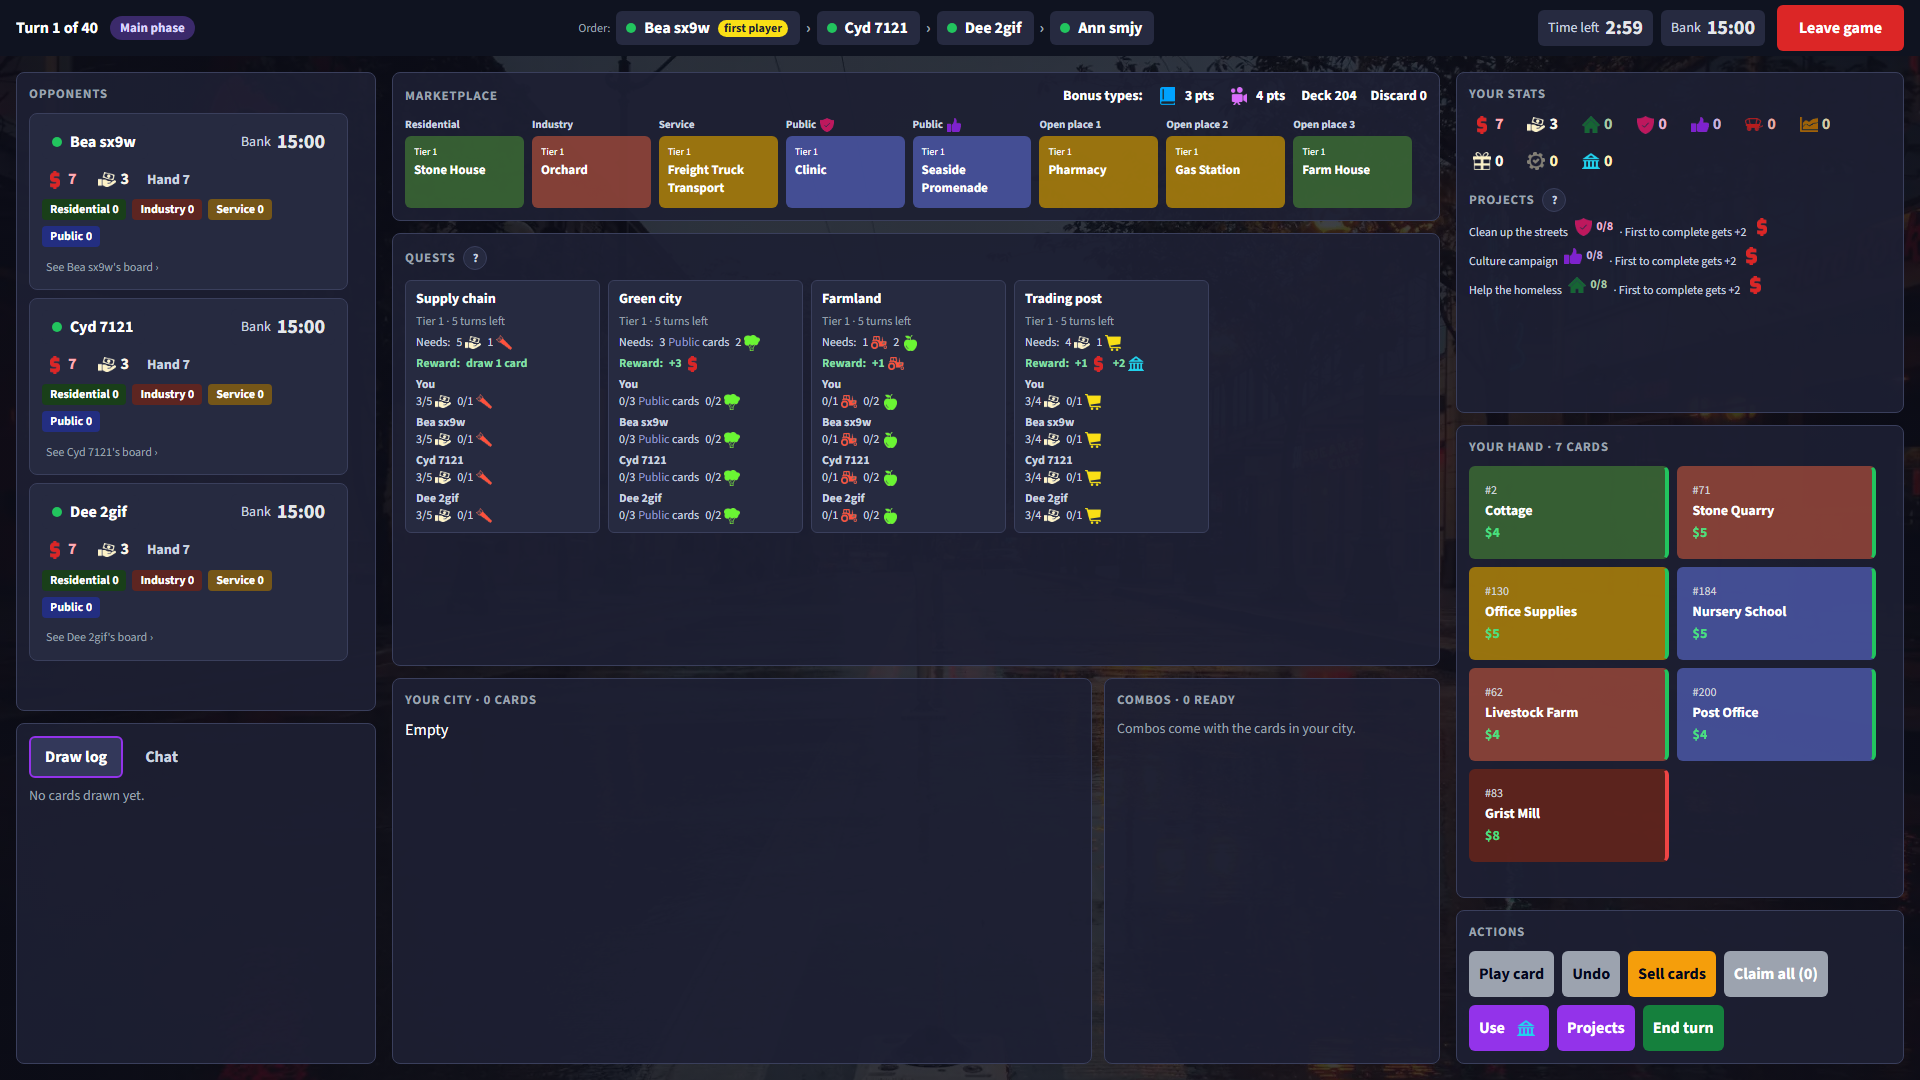 Turn 1 of 40
Main phase
Order: Bea sx9w first player › Cyd 7121 › Dee 2gif › Ann smjy
Time left 2:59
Bank 15:00
Leave game
OPPONENTS
Bea sx9w Bank 15:00
7 3 Hand 7
Residential 0 Industry 0 Service 0
Public 0
See Bea sx9w's board ›
Cyd 7121 Bank 15:00
7 3 Hand 7
Residential 0 Industry 0 Service 0
Public 0
See Cyd 7121's board ›
Dee 2gif Bank 15:00
7 3 Hand 7
Residential 0 Industry 0 Service 0
Public 0
See Dee 2gif's board ›
Draw log Chat
No cards drawn yet.
MARKETPLACE
Bonus types: 3 pts 4 pts Deck 204 Discard 0
Residential Industry Service Public Public Open place 1 Open place 2 Open place 3
Tier 1
Stone House
Tier 1
Orchard
Tier 1
Freight Truck
Transport
Tier 1
Clinic
Tier 1
Seaside
Promenade
Tier 1
Pharmacy
Tier 1
Gas Station
Tier 1
Farm House
QUESTS ?
Supply chain
Tier 1 · 5 turns left
Needs: 5 1
Reward: draw 1 card
You
3/5 0/1
Bea sx9w
3/5 0/1
Cyd 7121
3/5 0/1
Dee 2gif
3/5 0/1
Green city
Tier 1 · 5 turns left
Needs: 3 Public cards 2
Reward: +3
You
0/3 Public cards 0/2
Bea sx9w
0/3 Public cards 0/2
Cyd 7121
0/3 Public cards 0/2
Dee 2gif
0/3 Public cards 0/2
Farmland
Tier 1 · 5 turns left
Needs: 1 2
Reward: +1
You
0/1 0/2
Bea sx9w
0/1 0/2
Cyd 7121
0/1 0/2
Dee 2gif
0/1 0/2
Trading post
Tier 1 · 5 turns left
Needs: 4 1
Reward: +1 +2
You
3/4 0/1
Bea sx9w
3/4 0/1
Cyd 7121
3/4 0/1
Dee 2gif
3/4 0/1
YOUR CITY · 0 CARDS
Empty
COMBOS · 0 READY
Combos come with the cards in your city.
YOUR STATS
7 3 0 0 0 0 0
0 0 0
PROJECTS ?
Clean up the streets 0/8 · First to complete gets +2
Culture campaign 0/8 · First to complete gets +2
Help the homeless 0/8 · First to complete gets +2
YOUR HAND · 7 CARDS
#2
Cottage
$4
#71
Stone Quarry
$5
#130
Office Supplies
$5
#184
Nursery School
$5
#62
Livestock Farm
$4
#200
Post Office
$4
#83
Grist Mill
$8
ACTIONS
Play card Undo Sell cards Claim all (0)
Use Projects End turn